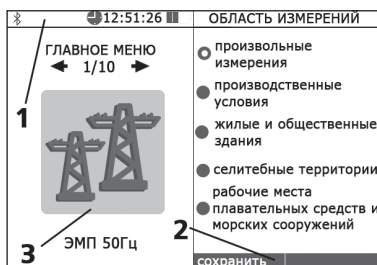 12:51:26
ГЛАВНОЕ МЕНЮ
1/10
1
3
ЭМП 50Гц
ОБЛАСТЬ ИЗМЕРЕНИЙ
произвольные
измерения
производственные
условия
жилые и общественные
здания
селитебные территории
рабочие места
плавательных средств и
морских сооружений
2
сохранить